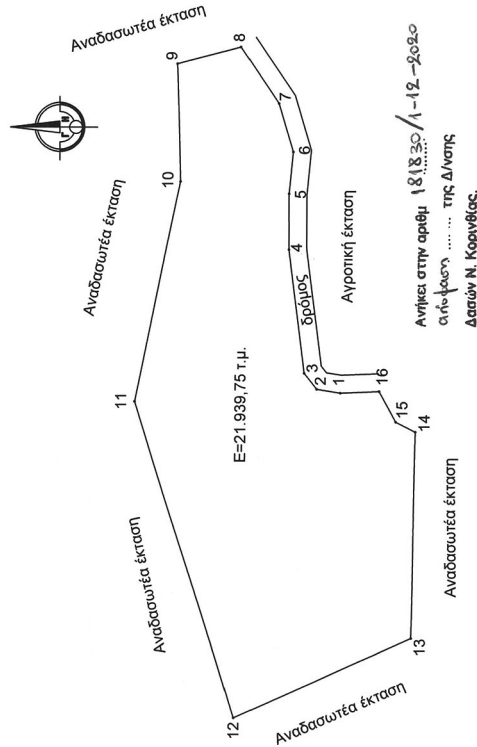 Αναδασωτέα έκταση
Αναδασωτέα έκταση
Αναδασωτέα έκταση
Αναδασωτέα έκταση
Αναδασωτέα έκταση
Αγροτική έκταση
δρόμος
Ε=21.939,75 τ.μ.
1
2
3
4
5
6
7
8
9
10
11
12
13
14
15
16
Ανήκει στην αριθμ 181830/1-12-2020
απόφαση ..... ... της Δ/νσης
Δασών Ν. Κορινθίας.